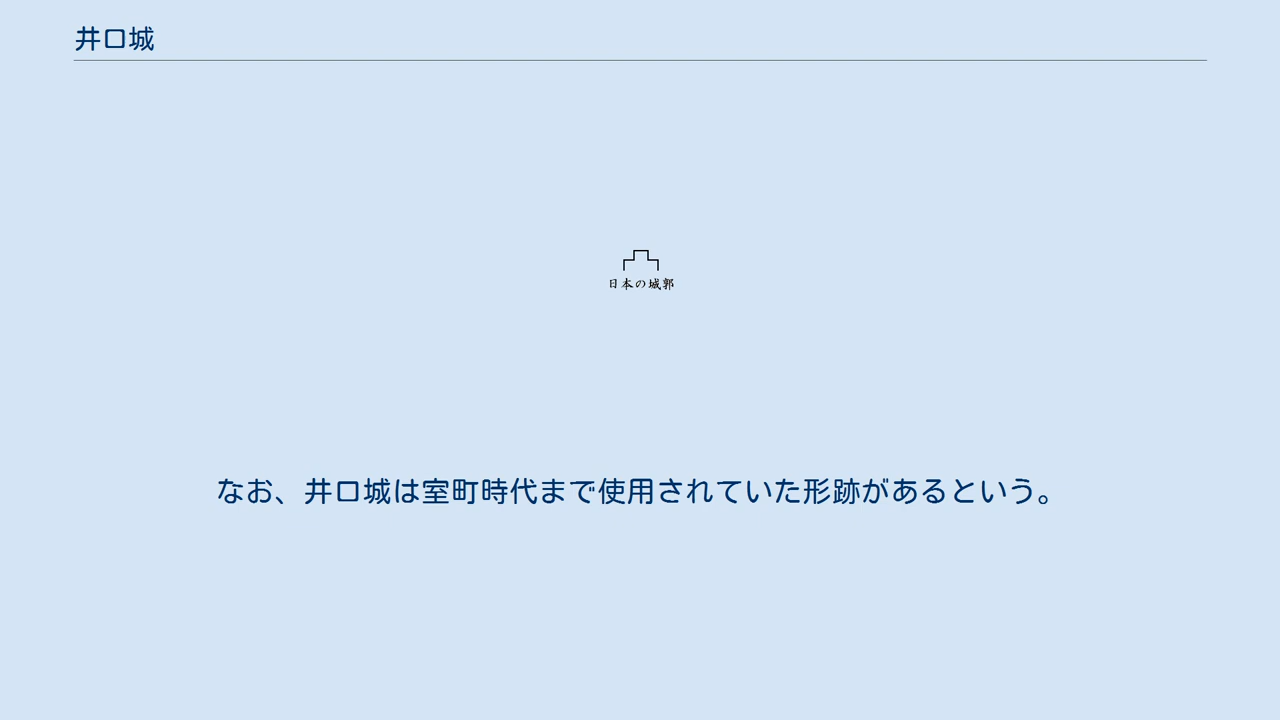 井口城
日本の城郭
なお、井口城は室町時代まで使用されていた形跡があるという。